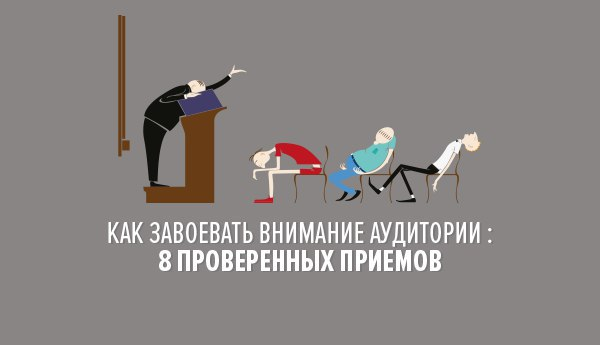 КАК ЗАВОЕВАТЬ ВНИМАНИЕ АУДИТОРИИ :
8 ПРОВЕРЕННЫХ ПРИЕМОВ